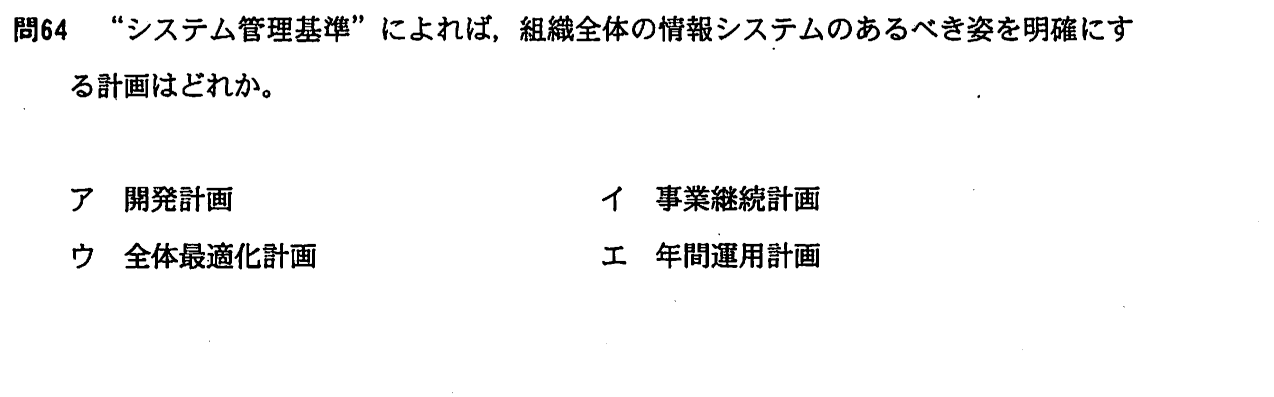 問64 “システム管理基準”によれば，組織全体の情報システムのあるべき姿を明確にす
る計画はどれか。
ア 開発計画 イ 事業継続計画
ウ 全体最適化計画 エ 年間運用計画